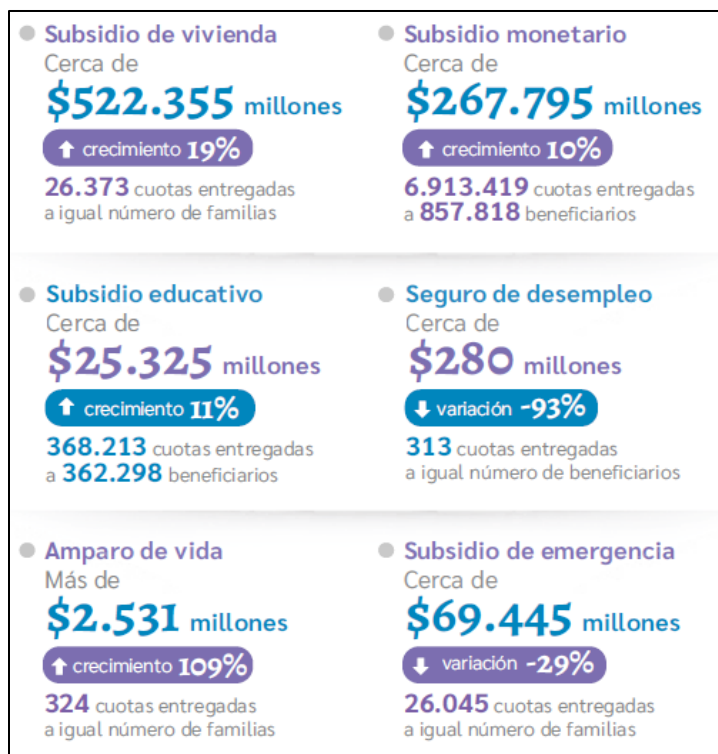 Subsidio de vivienda
Cerca de
$522.355 millones
crecimiento 19%
26.373 cuotas entregadas
a igual número de familias
Subsidio monetario
Cerca de
$267.795 millones
crecimiento 10%
6.913.419 cuotas entregadas
a 857.818 beneficiarios
Subsidio educativo
Cerca de
$25.325 millones
crecimiento 11%
368.213 cuotas entregadas
a 362.298 beneficiarios
Seguro de desempleo
Cerca de
$280 millones
variación -93%
313 cuotas entregadas
a igual número de beneficiarios
Amparo de vida
Más de
$2.531 millones
crecimiento 109%
324 cuotas entregadas
a igual número de familias
Subsidio de emergencia
Cerca de
$69.445 millones
variación -29%
26.045 cuotas entregadas
a igual número de familias